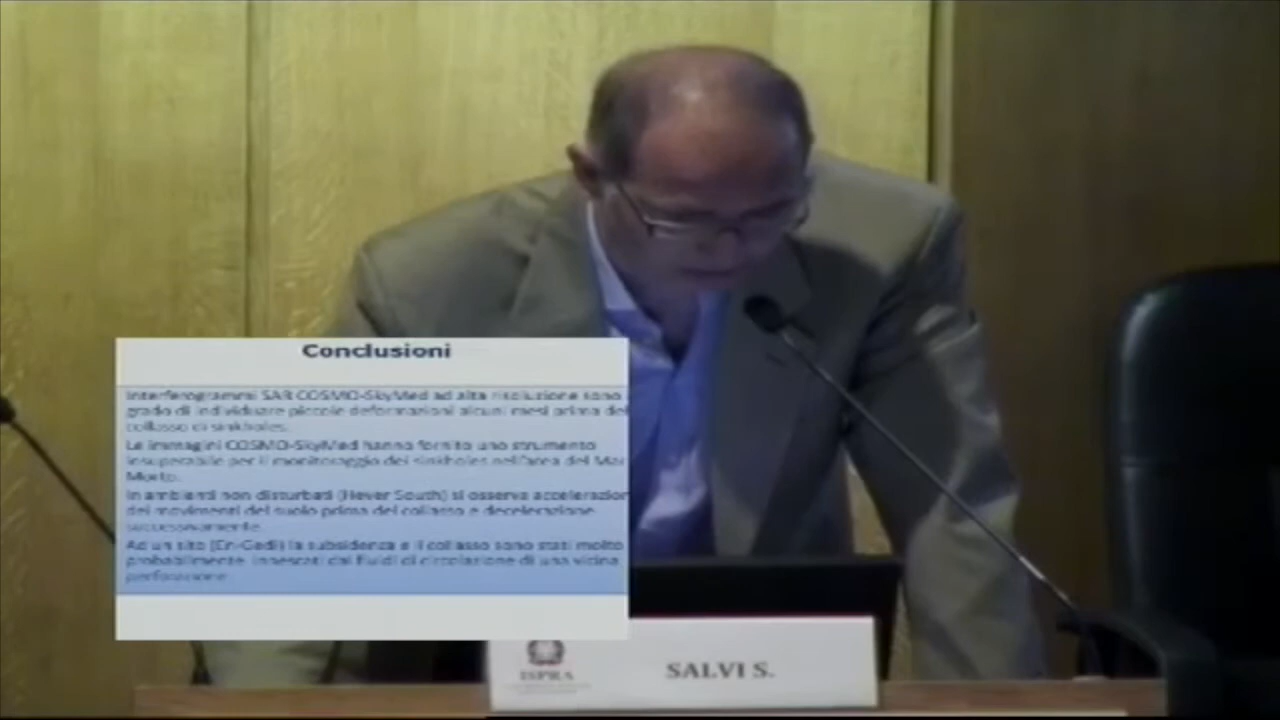 Conclusioni
Interferogrammi SAR COSMO-SkyMed ad alta risoluzione sono
grado di individuare piccole deformazioni alcuni mesi prima del
collasso di sinkholes.
Le immagini COSMO-SkyMed hanno fornito uno strumento
insuperabile per il monitoraggio dei sinkholes nell'area del Mar
Morto.
In ambienti non disturbati (Hever South) si osserva accelerazion
dei movimenti del suolo prima del collasso e decelerazione
successivamente.
Ad un sito (En-Gedi) la subsidenza e il collasso sono stati molto
probabilmente innescati dai fluidi di circolazione di una vicina
perforazione
ISPRA
SALVI S.